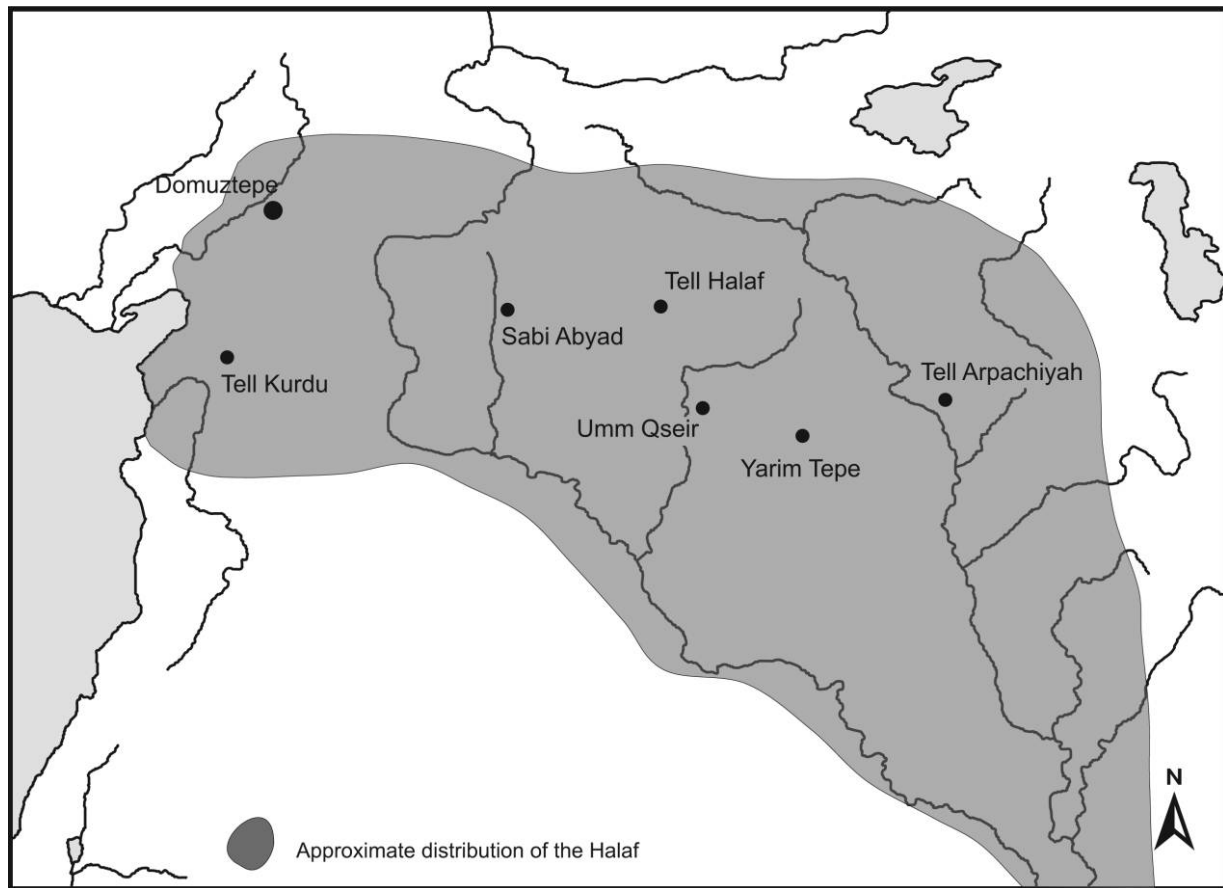 Domuztepe
Tell Halaf
Sabi Abyad
Tell Kurdu
Tell Arpachiyah
Umm Qseir
Yarim Tepe
N
Approximate distribution of the Halaf